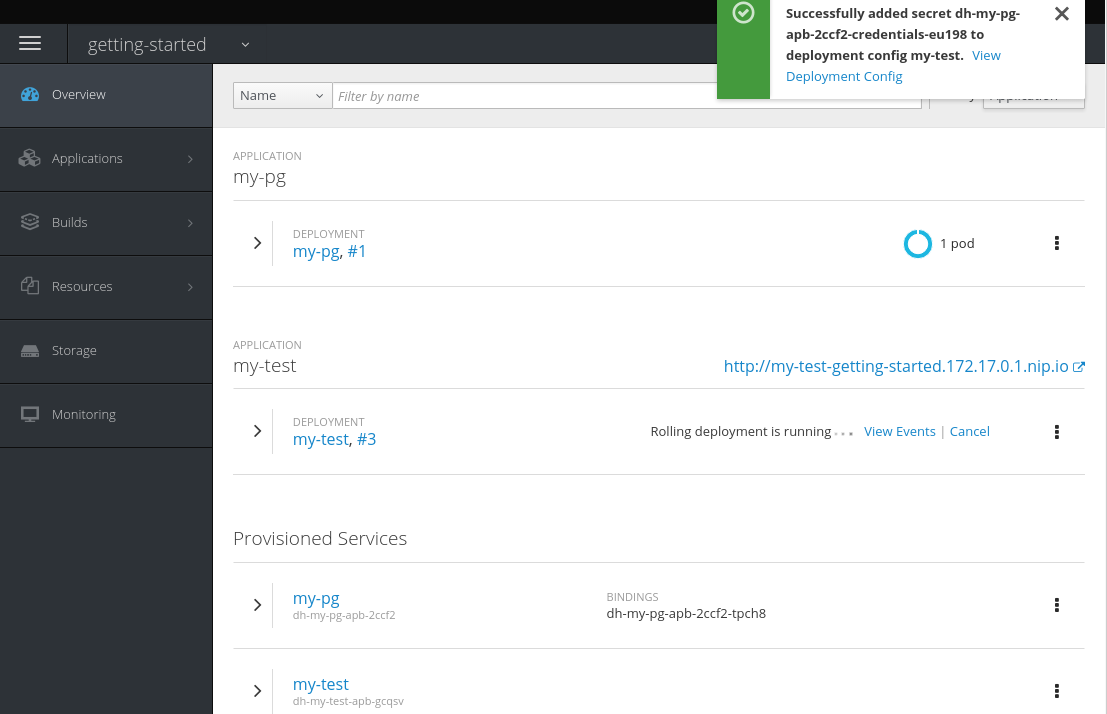 Successfully added secret dh-my-pg-
apb-2ccf2-credentials-eu198 to
deployment config my-test. View
Deployment Config
getting-started
Overview
Applications
Builds
Resources
Storage
Monitoring
Name
Filter by name
Application
APPLICATION
my-pg
DEPLOYMENT
my-pg, #1
1 pod
APPLICATION
my-test
http://my-test-getting-started.172.17.0.1.nip.io
DEPLOYMENT
my-test, #3
Rolling deployment is running... View Events | Cancel
Provisioned Services
my-pg
dh-my-pg-apb-2ccf2
BINDINGS
dh-my-pg-apb-2ccf2-tpch8
my-test
dh-my-test-apb-gcqsv